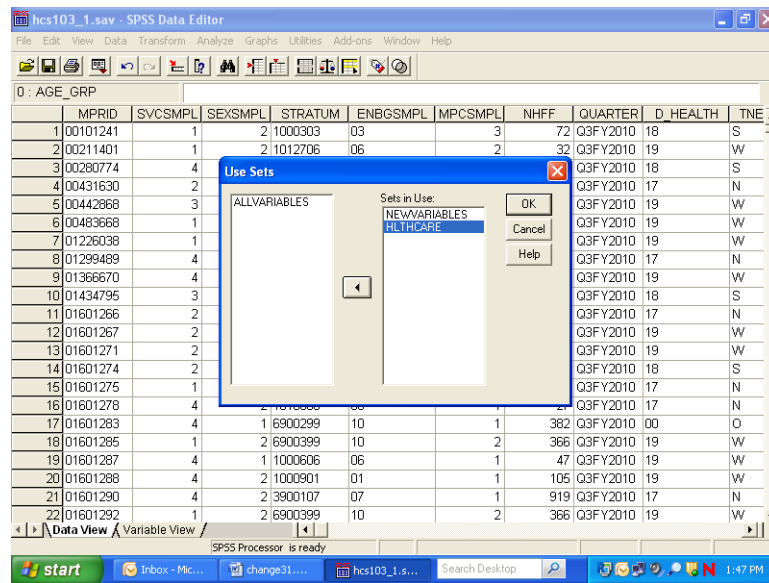 hcs103_1.sav - SPSS Data Editor
File Edit View Data Transform Analyze Graphs Utilities Add-ons Window Help
0 : AGE_GRP
MPRID SVCSMPL SEXSMPL STRATUM ENBGSMPL MPCSMPL NHFF QUARTER D_HEALTH TNE
1 00101241 1 2 1000303 03 3 72 Q3FY2010 18 S
2 00211401 1 2 1012706 06 2 32 Q3FY2010 19 W
3 00280774 4 Q3FY2010 18 S
4 00431630 2 Q3FY2010 17 N
5 00442868 3 Q3FY2010 19 W
6 00483668 1 Q3FY2010 19 W
7 01226038 1 Q3FY2010 19 W
8 01299489 4 Q3FY2010 17 N
9 01366670 4 Q3FY2010 19 W
10 01434795 3 Q3FY2010 18 S
11 01601266 2 Q3FY2010 17 N
12 01601267 2 Q3FY2010 19 W
13 01601271 2 Q3FY2010 19 W
14 01601274 2 Q3FY2010 18 S
15 01601275 1 Q3FY2010 17 N
16 01601278 4 Q3FY2010 17 N
17 01601283 4 1 6900299 10 1 382 Q3FY2010 00 O
18 01601285 1 2 6900399 10 2 366 Q3FY2010 19 W
19 01601287 4 1 1000606 06 1 47 Q3FY2010 19 W
20 01601288 4 2 1000901 01 1 105 Q3FY2010 19 W
21 01601290 4 2 3900107 07 1 919 Q3FY2010 17 N
22 01601292 1 2 6900399 10 2 366 Q3FY2010 19 W
Use Sets
ALLVARIABLES
Sets in Use:
NEWVARIABLES
HLTHCARE
OK
Cancel
Help
Data View Variable View
SPSS Processor is ready
start Inbox - Mic... change31.... hcs103_1.s... Search Desktop 1:47 PM